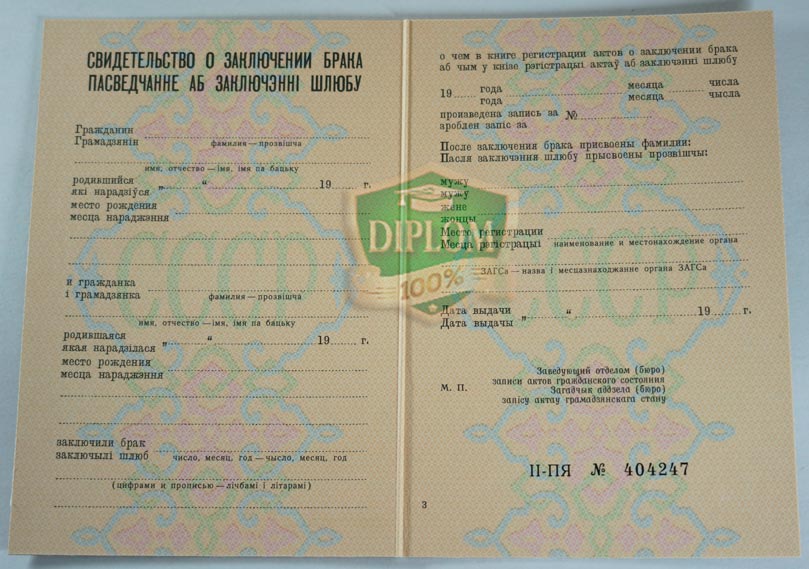 СВИДЕТЕЛЬСТВО О ЗАКЛЮЧЕНИИ БРАКА
ПАСВЕДЧАННЕ АБ ЗАКЛЮЧЭННІ ШЛЮБУ
Гражданин
Грамадзянін
фамилия — прозвішча
имя, отчество — імя, імя па бацьку
родившийся
які нарадзіўся „ “ 19 г.
место рождения
месца нараджэння
и гражданка
і грамадзянка
фамилия — прозвішча
имя, отчество — імя, імя па бацьку
родившаяся
якая нарадзілася „ “ 19 г.
место рождения
месца нараджэння
заключили брак
заключылі шлюб
число, месяц, год — чысло, месяц, год
(цифрами и прописью — лічбамі і літарамі)
о чем в книге регистрации актов о заключении брака
аб чым у кнізе рэгістрацыі актаў аб заключэнні шлюбу
19 года месяца числа
года месяца чысла
произведена запись за №
зроблен запіс за
После заключения брака присвоены фамилии:
Пасля заключэння шлюбу прысвоены прозвішчы:
мужу
мужу
жене
жонцы
Место регистрации
Месца рэгістрацыі наименование и местонахождение органа
ЗАГСа — назва і месцазнаходжанне органа ЗАГСа
Дата выдачи
Дата выдачы „ “ 19 г.
Заведующий отделом (бюро)
записи актов гражданского состояния
М. П.
Загадчык аддзела (бюро)
запісу актаў грамадзянскага стану
II-ПЯ № 404247
3
СССР
СССР
DIPLOM
100%